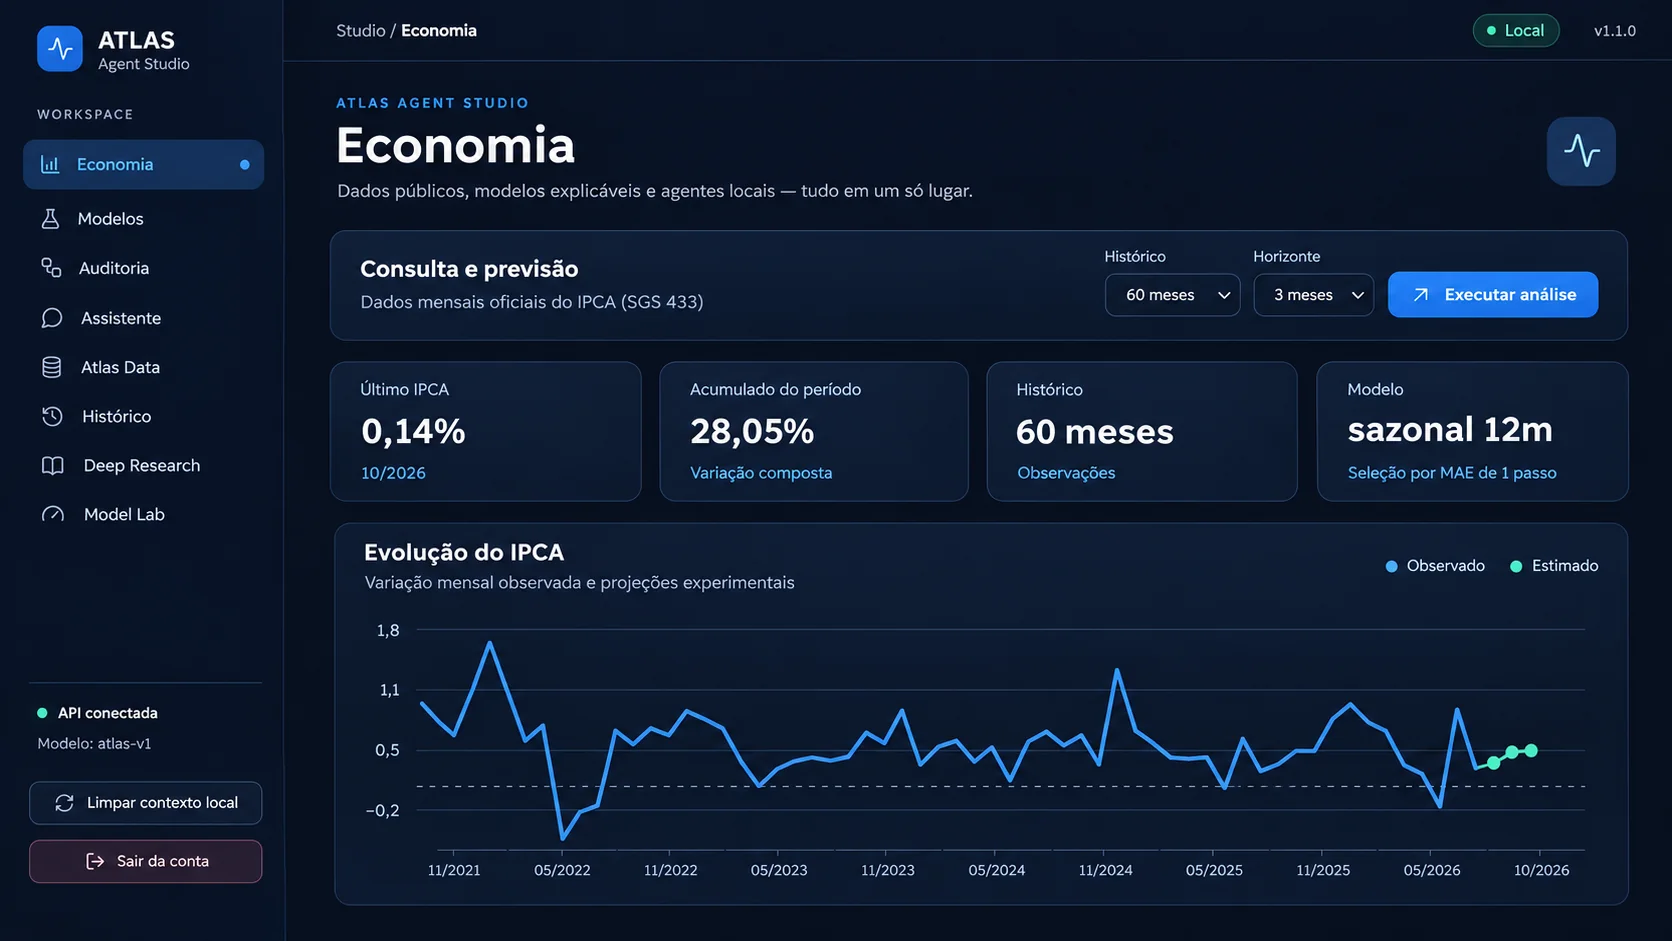 ATLAS
Agent Studio
WORKSPACE
Economia
Modelos
Auditoria
Assistente
Atlas Data
Histórico
Deep Research
Model Lab
API conectada
Modelo: atlas-v1
Limpar contexto local
Sair da conta
Studio / Economia
Local
v1.1.0
ATLAS AGENT STUDIO
Economia
Dados públicos, modelos explicáveis e agentes locais — tudo em um só lugar.
Consulta e previsão
Dados mensais oficiais do IPCA (SGS 433)
Histórico
60 meses
Horizonte
3 meses
Executar análise
Último IPCA
0,14%
10/2026
Acumulado do período
28,05%
Variação composta
Histórico
60 meses
Observações
Modelo
sazonal 12m
Seleção por MAE de 1 passo
Evolução do IPCA
Variação mensal observada e projeções experimentais
Observado
Estimado
1,8
1,1
0,5
−0,2
11/2021
05/2022
11/2022
05/2023
11/2023
05/2024
11/2024
05/2025
11/2025
05/2026
10/2026